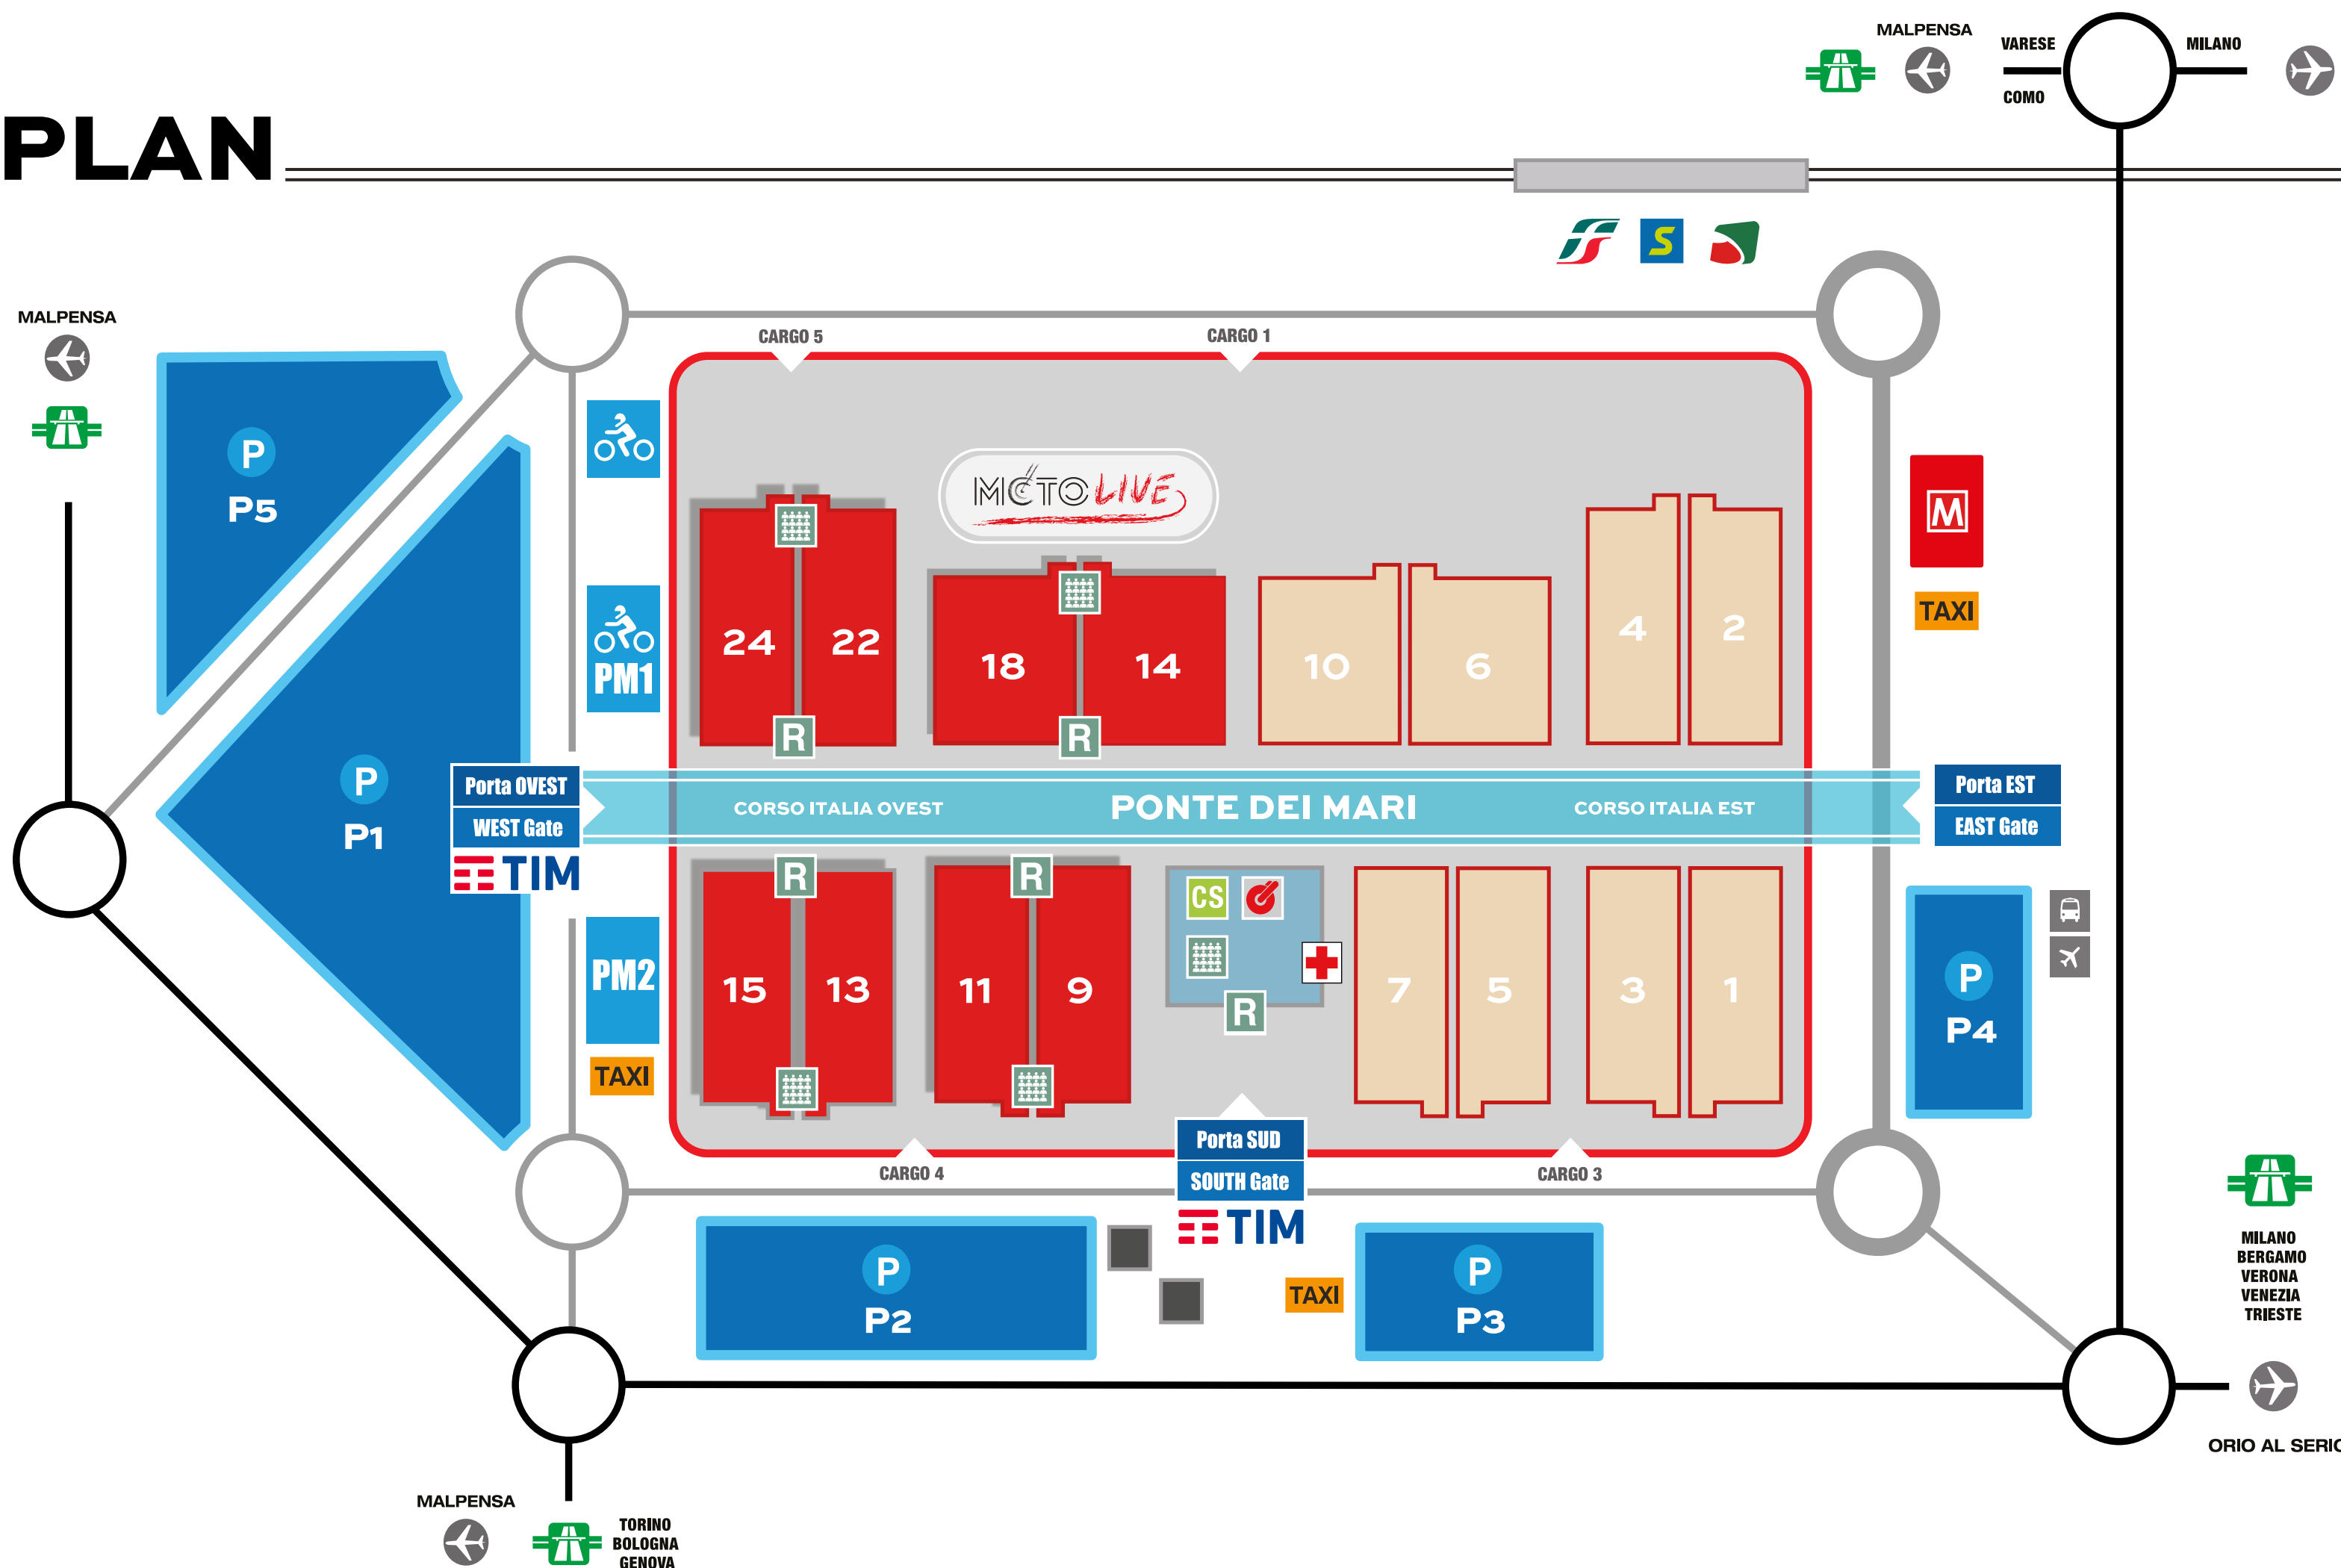 MALPENSA
VARESE
COMO
MILANO
PLAN
S
MALPENSA
CARGO 5
CARGO 1
P
P5
MOTO LIVE
M
TAXI
PM1
24
22
18
14
10
6
4
2
R
R
P
P1
Porta OVEST
WEST Gate
TIM
CORSO ITALIA OVEST
PONTE DEI MARI
CORSO ITALIA EST
Porta EST
EAST Gate
R
R
CS
PM2
15
13
11
9
R
7
5
3
1
P
P4
TAXI
CARGO 4
Porta SUD
SOUTH Gate
TIM
CARGO 3
P
P2
TAXI
P
P3
MILANO
BERGAMO
VERONA
VENEZIA
TRIESTE
ORIO AL SERIO
MALPENSA
TORINO
BOLOGNA
GENOVA